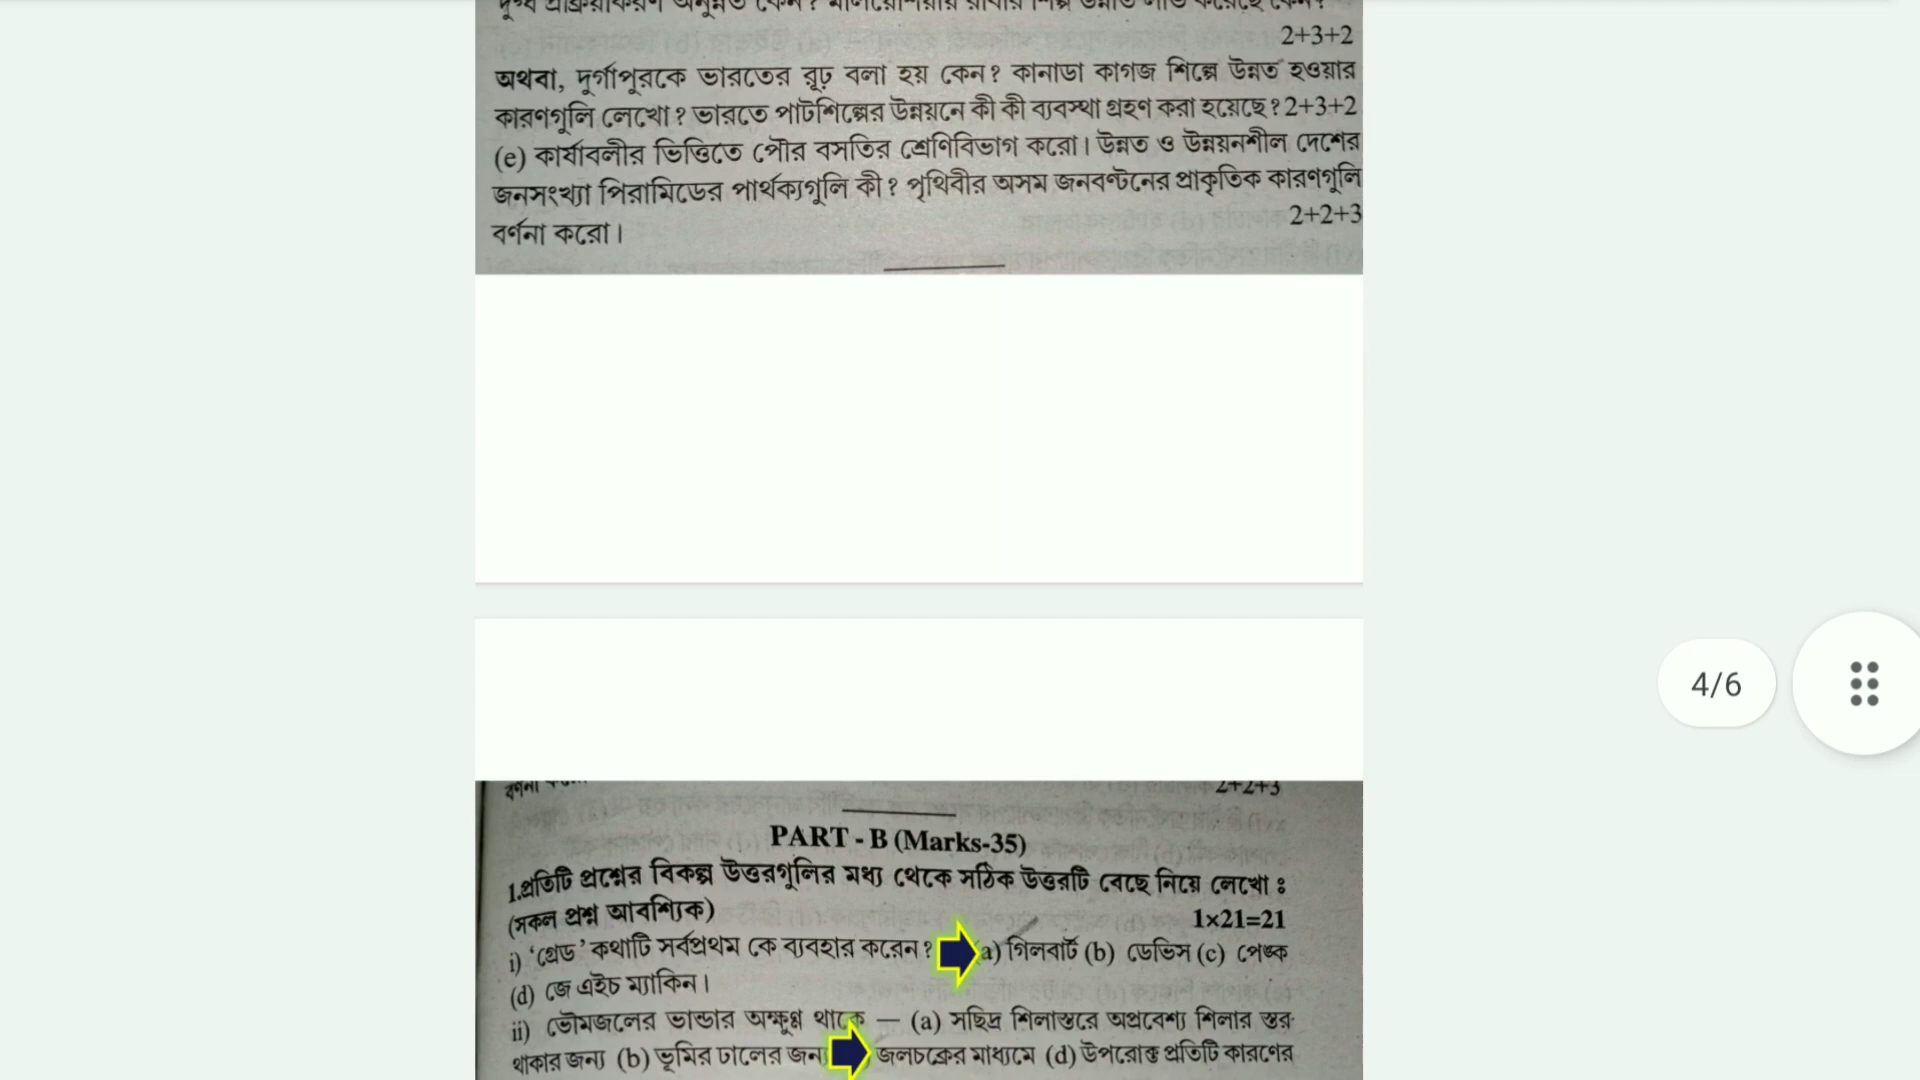 2+3+2
অথবা, দুর্গাপুরকে ভারতের রূঢ় বলা হয় কেন? কানাডা কাগজ শিল্পে উন্নত হওয়ার
কারণগুলি লেখো? ভারতে পাটশিল্পের উন্নয়নে কী কী ব্যবস্থা গ্রহণ করা হয়েছে? 2+3+2
(e) কার্যাবলীর ভিত্তিতে পৌর বসতির শ্রেণিবিভাগ করো। উন্নত ও উন্নয়নশীল দেশের
জনসংখ্যা পিরামিডের পার্থক্যগুলি কী? পৃথিবীর অসম জনবণ্টনের প্রাকৃতিক কারণগুলি
বর্ণনা করো। 2+2+3
4/6
2+2+3
PART - B (Marks-35)
1.প্রতিটি প্রশ্নের বিকল্প উত্তরগুলির মধ্য থেকে সঠিক উত্তরটি বেছে নিয়ে লেখো ঃ
(সকল প্রশ্ন আবশ্যিক) 1×21=21
i) 'গ্রেড' কথাটি সর্বপ্রথম কে ব্যবহার করেন? a) গিলবার্ট (b) ডেভিস (c) পেঙ্ক
(d) জে এইচ ম্যাকিন।
ii) ভৌমজলের ভান্ডার অক্ষুণ্ণ থাকে — (a) সছিদ্র শিলাস্তরে অপ্রবেশ্য শিলার স্তর
থাকার জন্য (b) ভূমির ঢালের জন্য জলচক্রের মাধ্যমে (d) উপরোক্ত প্রতিটি কারণের